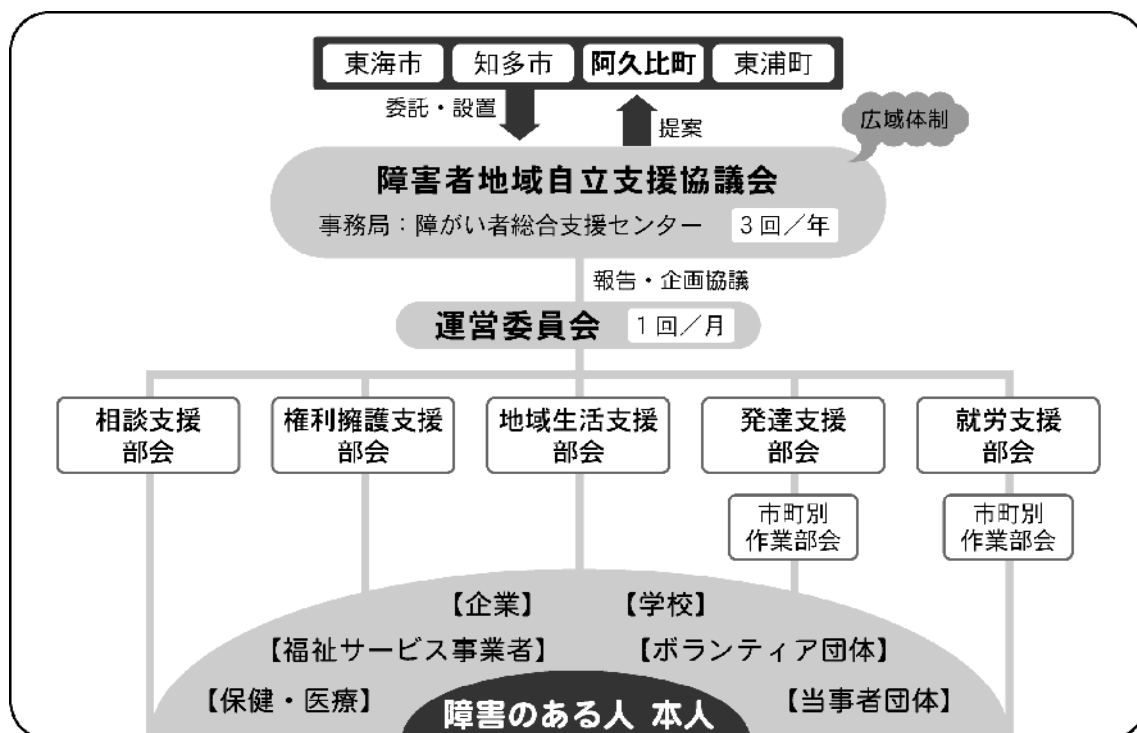 東海市 知多市 阿久比町 東浦町
委託・設置
提案
広域体制
障害者地域自立支援協議会
事務局：障がい者総合支援センター 3回／年
報告・企画協議
運営委員会 1回／月
相談支援
部会
権利擁護支援
部会
地域生活支援
部会
発達支援
部会
就労支援
部会
市町別
作業部会
市町別
作業部会
【企業】 【学校】
【福祉サービス事業者】 【ボランティア団体】
【保健・医療】 【当事者団体】
障害のある人 本人